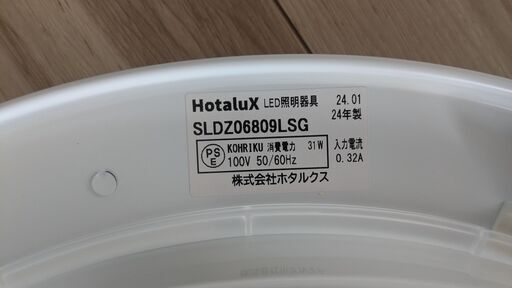 HotaluX LED照明器具 24.01
SLDZ06809LSG 24年製
PSE KOHRIKU 消費電力 31W 入力電流
100V 50/60Hz 0.32A
株式会社ホタルクス